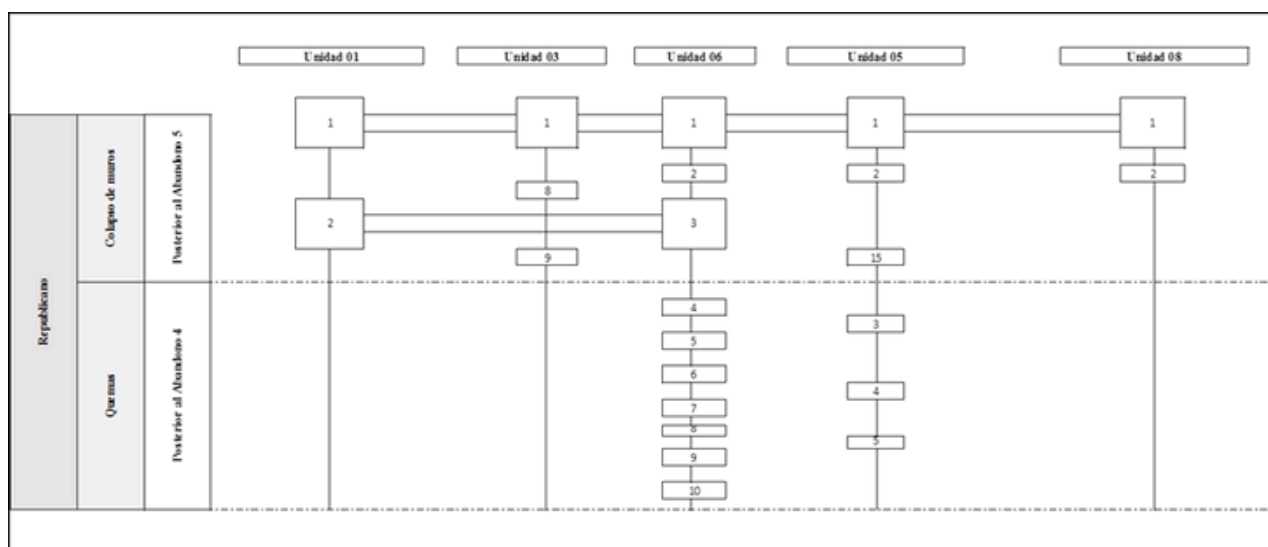 Unidad 01 Unidad 03 Unidad 06 Unidad 05 Unidad 08
Republicano
Colapso de muros
Posterior al Abandono 5
1 1 1 1 1
2 2 2
8
2 3
9 15
Quemas
Posterior al Abandono 4
4
3
5
6
4
7
8
5
9
10